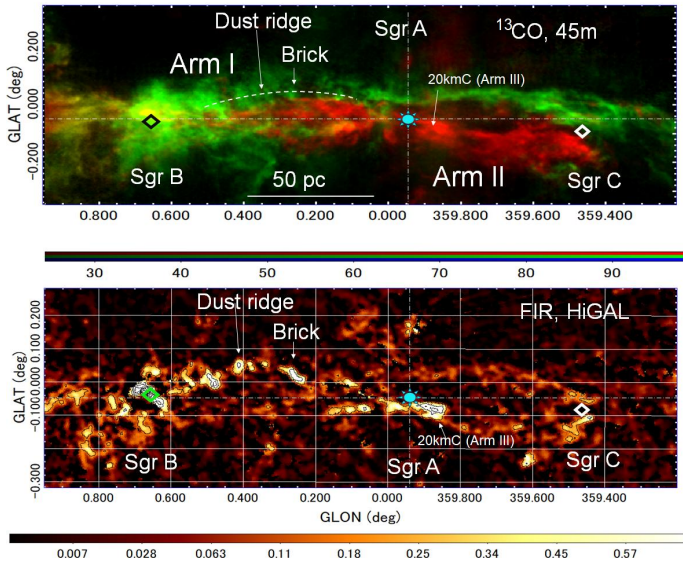 0.200
0.000
-0.200
GLAT (deg)
Dust ridge
Brick
Sgr A
¹³CO, 45m
Arm I
20kmC (Arm III)
Sgr B
50 pc
Arm II
Sgr C
0.800 0.600 0.400 0.200 0.000 359.800 359.600 359.400
30 40 50 60 70 80 90
0.200
0.100
0.000
-0.100
-0.300
GLAT (deg)
Dust ridge
Brick
FIR, HiGAL
20kmC (Arm III)
Sgr B
Sgr A
Sgr C
0.800 0.600 0.400 0.200 0.000 359.800 359.600 359.400
GLON (deg)
0.007 0.028 0.063 0.11 0.18 0.25 0.34 0.45 0.57